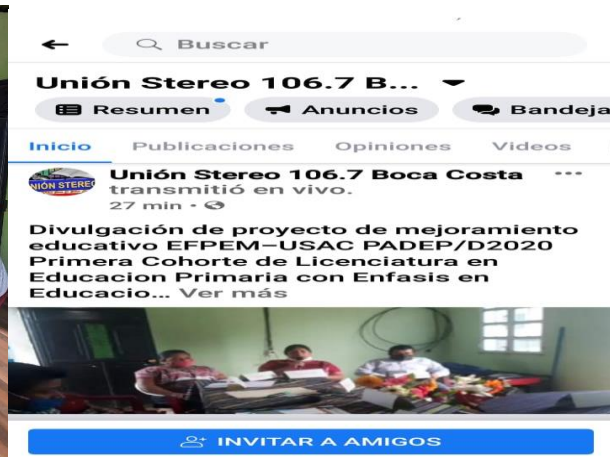 Buscar
Unión Stereo 106.7 B...
Resumen
Anuncios
Bandeja
Inicio
Publicaciones
Opiniones
Videos
UNIÓN STEREO
Unión Stereo 106.7 Boca Costa
transmitió en vivo.
27 min
Divulgación de proyecto de mejoramiento
educativo EFPEM–USAC PADEP/D2020
Primera Cohorte de Licenciatura en
Educacion Primaria con Enfasis en
Educacio... Ver más
INVITAR A AMIGOS